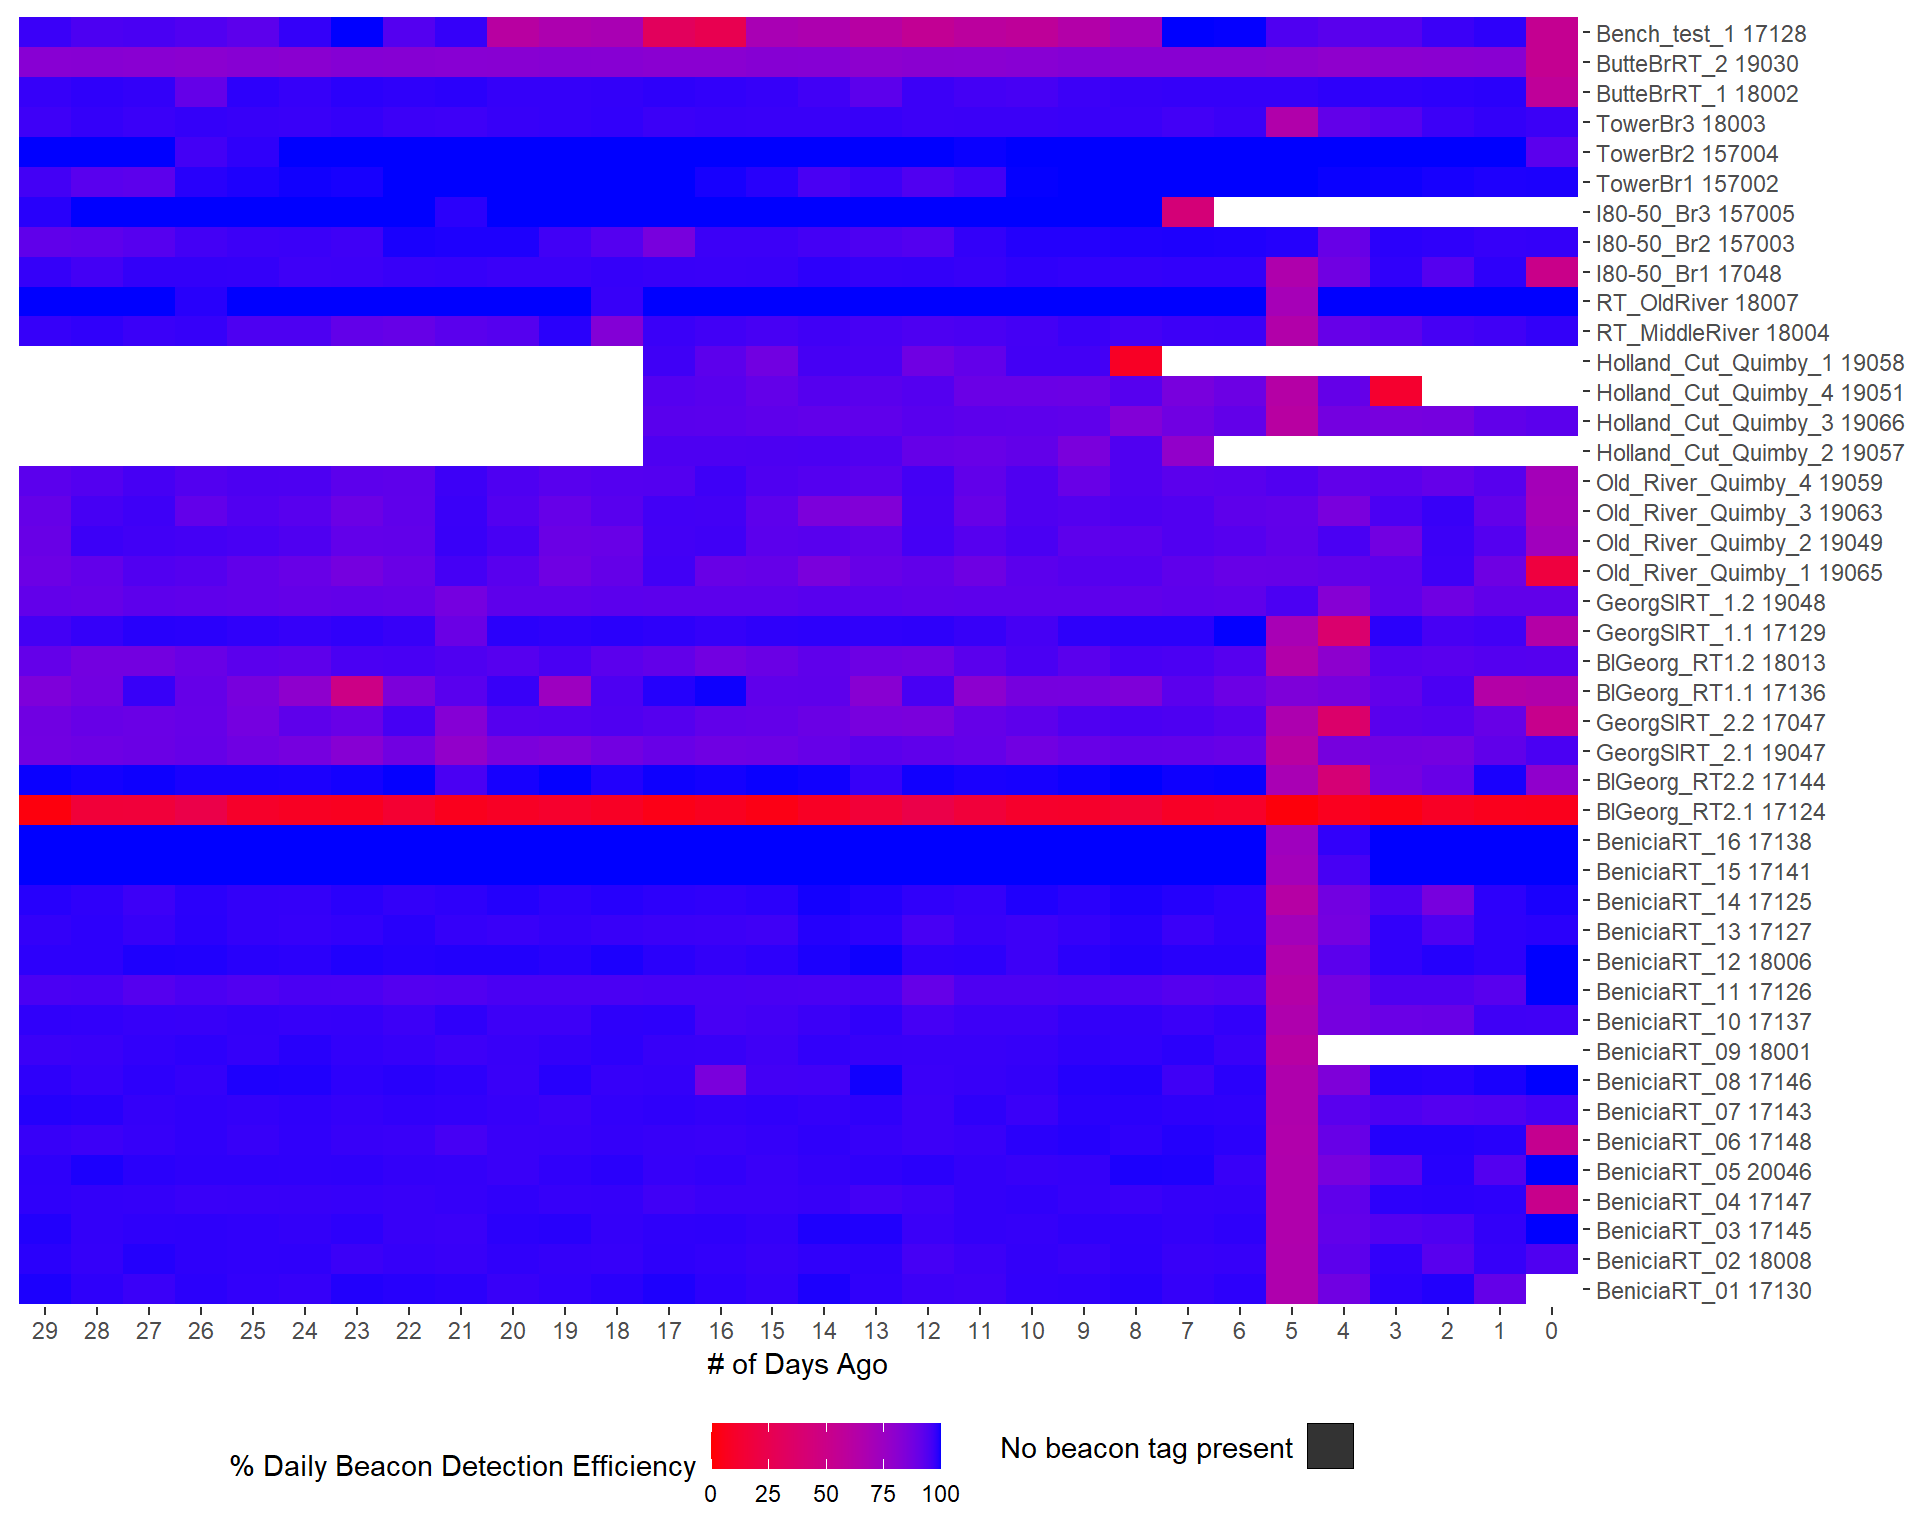 Bench_test_1 17128
ButteBrRT_2 19030
ButteBrRT_1 18002
TowerBr3 18003
TowerBr2 157004
TowerBr1 157002
I80-50_Br3 157005
I80-50_Br2 157003
I80-50_Br1 17048
RT_OldRiver 18007
RT_MiddleRiver 18004
Holland_Cut_Quimby_1 19058
Holland_Cut_Quimby_4 19051
Holland_Cut_Quimby_3 19066
Holland_Cut_Quimby_2 19057
Old_River_Quimby_4 19059
Old_River_Quimby_3 19063
Old_River_Quimby_2 19049
Old_River_Quimby_1 19065
GeorgSlRT_1.2 19048
GeorgSlRT_1.1 17129
BlGeorg_RT1.2 18013
BlGeorg_RT1.1 17136
GeorgSlRT_2.2 17047
GeorgSlRT_2.1 19047
BlGeorg_RT2.2 17144
BlGeorg_RT2.1 17124
BeniciaRT_16 17138
BeniciaRT_15 17141
BeniciaRT_14 17125
BeniciaRT_13 17127
BeniciaRT_12 18006
BeniciaRT_11 17126
BeniciaRT_10 17137
BeniciaRT_09 18001
BeniciaRT_08 17146
BeniciaRT_07 17143
BeniciaRT_06 17148
BeniciaRT_05 20046
BeniciaRT_04 17147
BeniciaRT_03 17145
BeniciaRT_02 18008
BeniciaRT_01 17130
29 28 27 26 25 24 23 22 21 20 19 18 17 16 15 14 13 12 11 10 9 8 7 6 5 4 3 2 1 0
# of Days Ago
% Daily Beacon Detection Efficiency
0 25 50 75 100
No beacon tag present